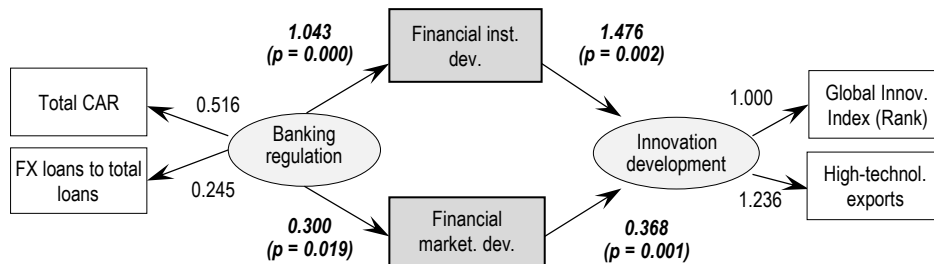 1.043
(p = 0.000)
Financial inst.
dev.
1.476
(p = 0.002)
Total CAR
0.516
Banking
regulation
FX loans to total
loans
0.245
1.000
Global Innov.
Index (Rank)
Innovation
development
High-technol.
exports
1.236
0.300
(p = 0.019)
Financial
market. dev.
0.368
(p = 0.001)